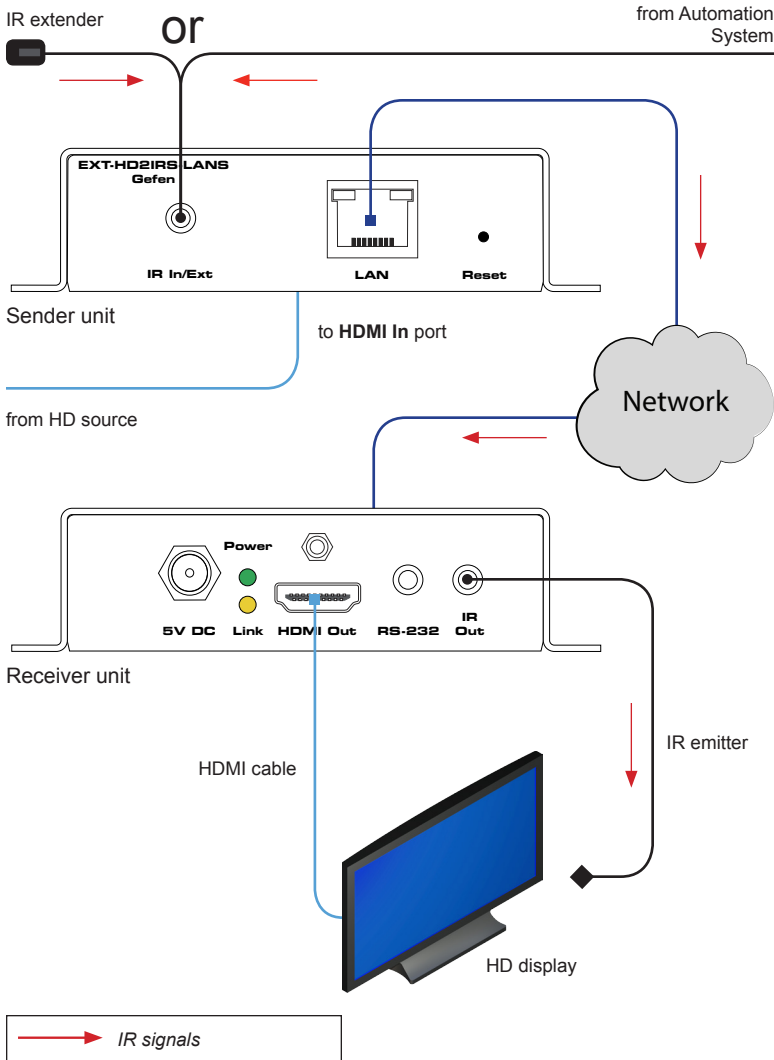 IR extender
or
from Automation
System
EXT-HD2IRS-LANS
Gefen
IR In/Ext
LAN
Reset
Sender unit
to HDMI In port
from HD source
Network
Power
5V DC
Link
HDMI Out
RS-232
IR
Out
Receiver unit
HDMI cable
IR emitter
HD display
IR signals